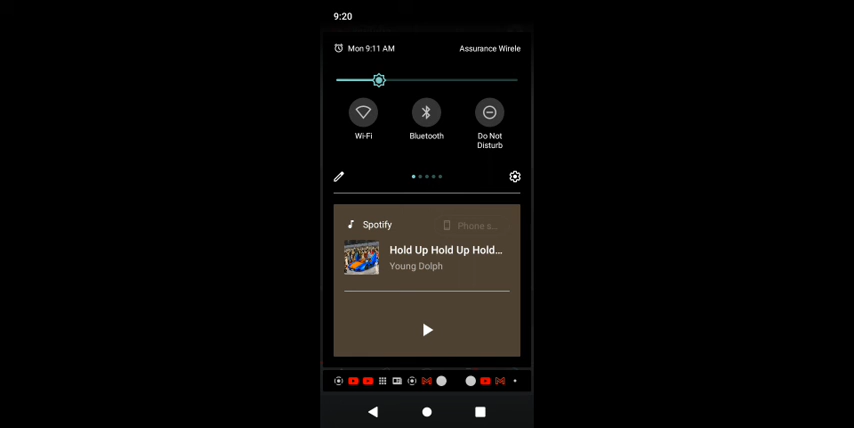 9:20
Mon 9:11 AM
Assurance Wirele
Wi-Fi
Bluetooth
Do Not
Disturb
Spotify
Phone s...
Hold Up Hold Up Hold...
Young Dolph